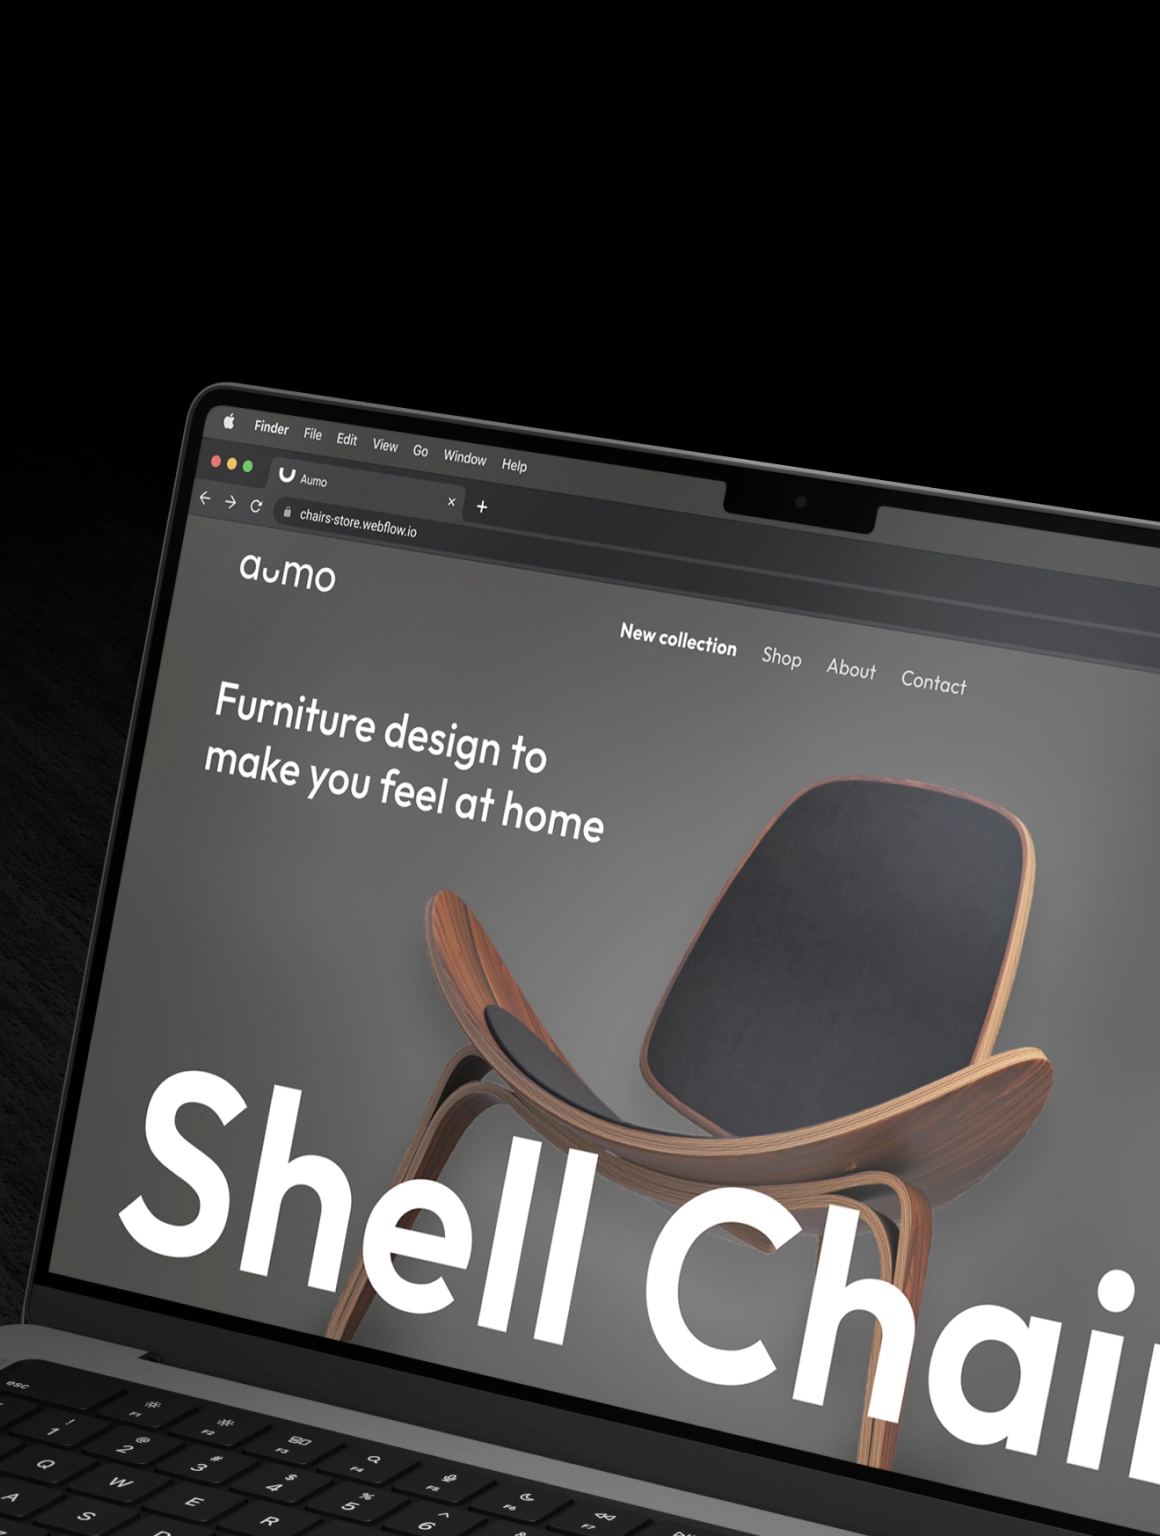 Finder File Edit View Go Window Help
Aumo
chairs-store.webflow.io
aumo
New collection Shop About Contact
Furniture design to
make you feel at home
Shell Chair
esc F1 F2 F3 F4 F5 F6 F7
! 1 @ 2 # 3 $ 4 % 5 ^ 6 &
Q W E R
A S D